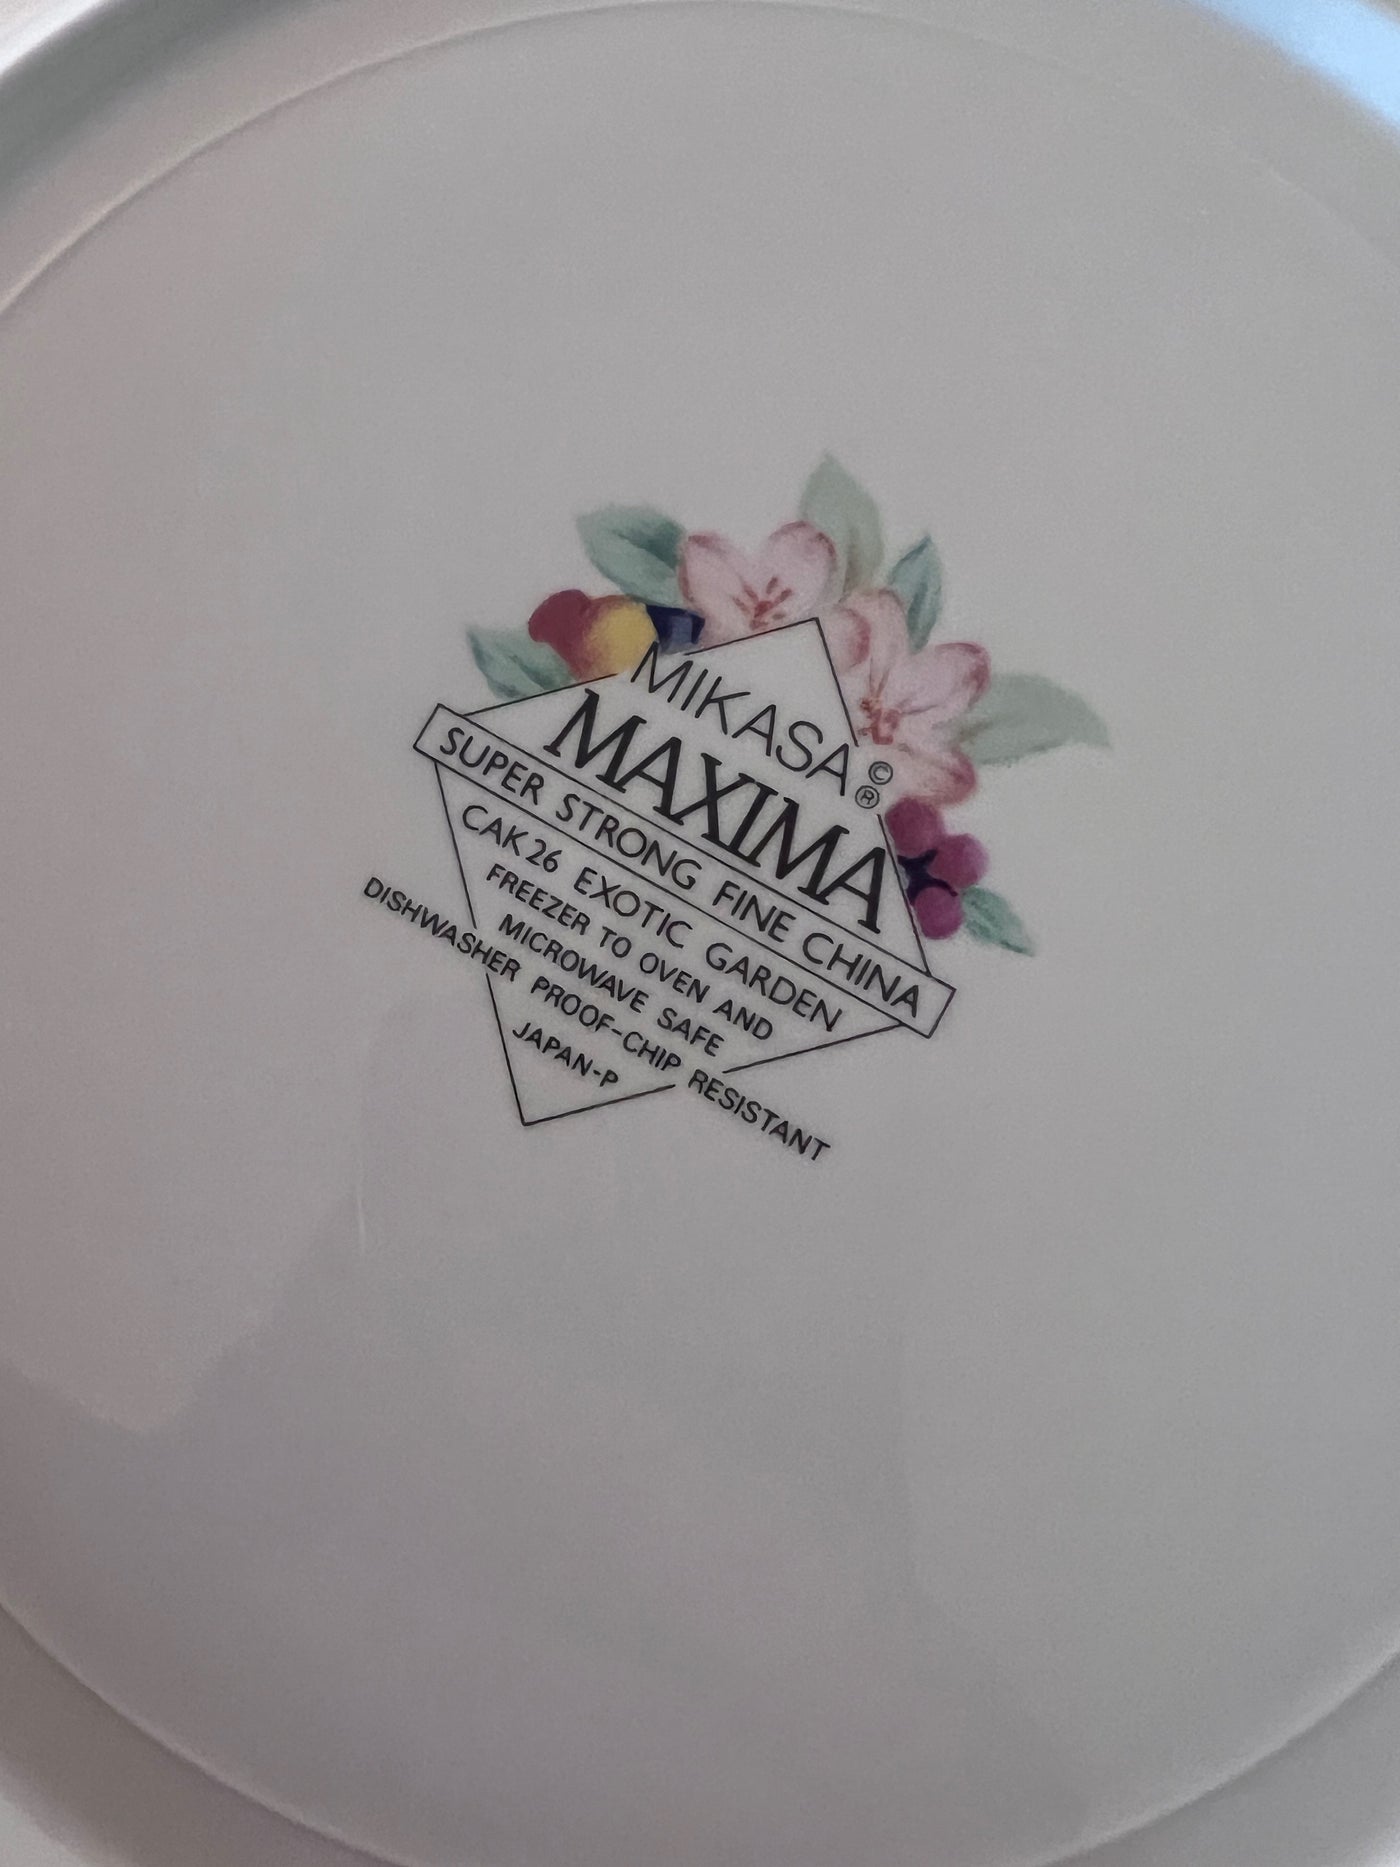 MIKASA ©
®
MAXIMA
SUPER STRONG FINE CHINA
CAK26 EXOTIC GARDEN
FREEZER TO OVEN AND
MICROWAVE SAFE
DISHWASHER PROOF-CHIP RESISTANT
JAPAN-P